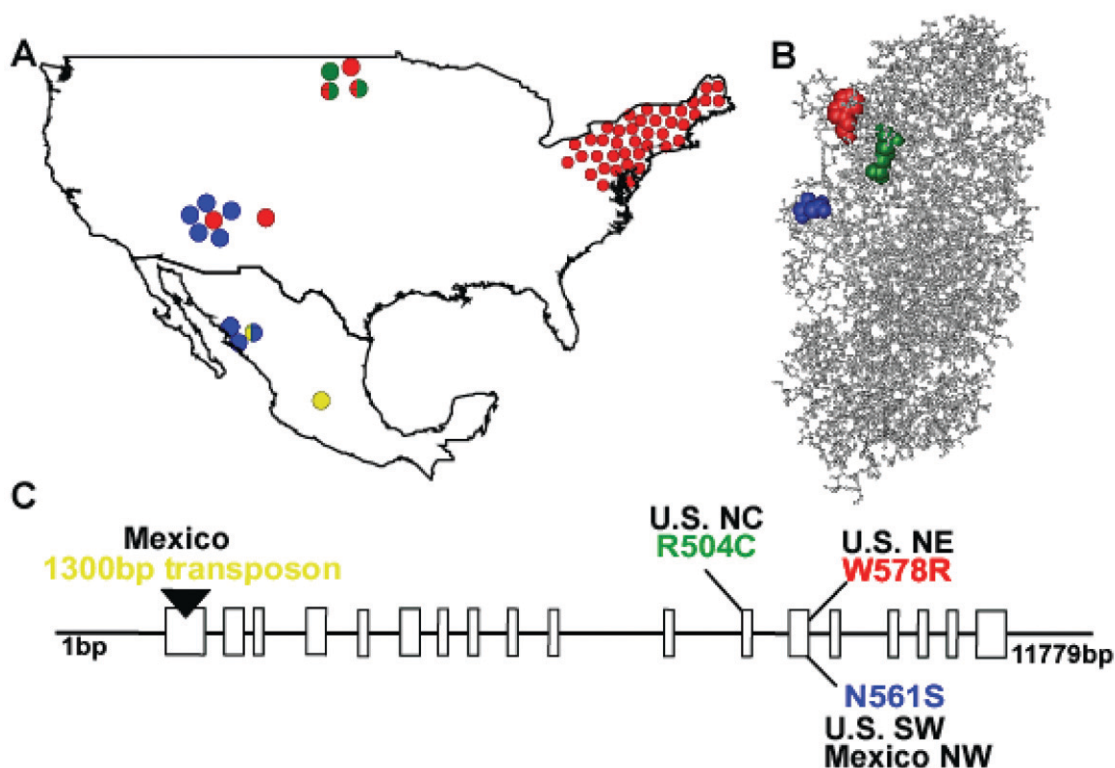 A
B
C
Mexico
1300bp transposon
U.S. NC
R504C
U.S. NE
W578R
1bp
11779bp
N561S
U.S. SW
Mexico NW